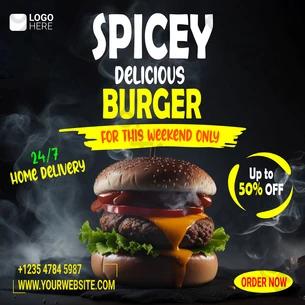 LOGO
HERE
SPICEY
DELICIOUS
BURGER
FOR THIS WEEKEND ONLY
24/7
HOME DELIVERY
Up to
50% OFF
+1235 4784 5987
WWW.YOURWEBSITE.COM
ORDER NOW